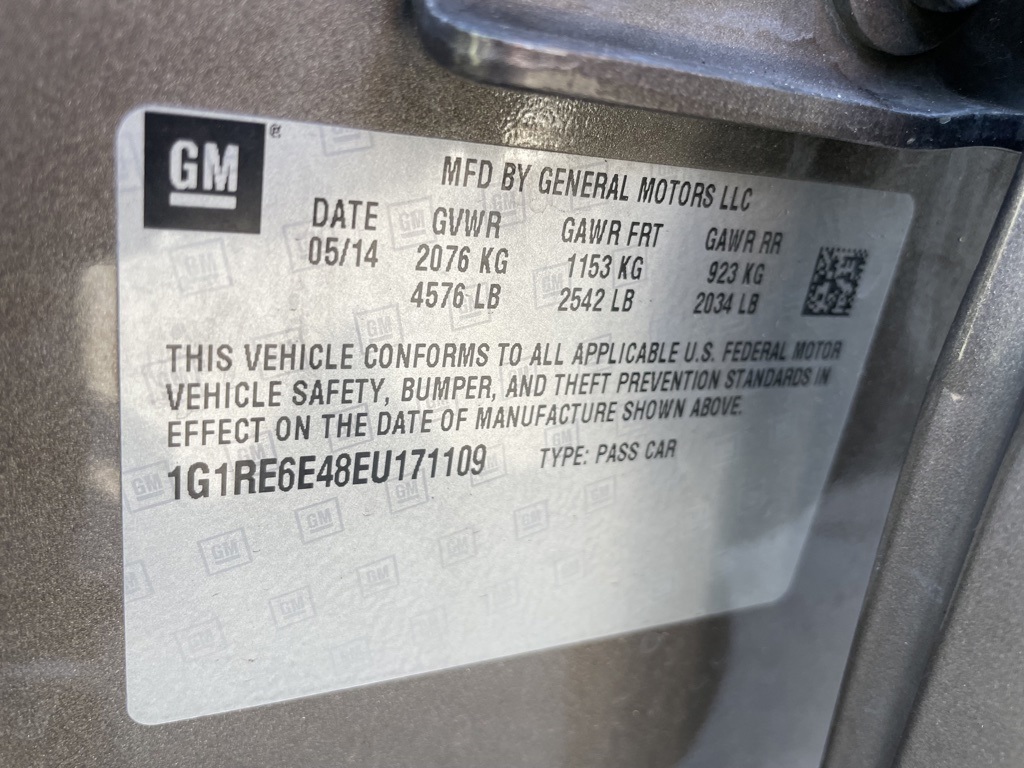 GM®
MFD BY GENERAL MOTORS LLC
DATE GVWR GAWR FRT GAWR RR
05/14 2076 KG 1153 KG 923 KG
4576 LB 2542 LB 2034 LB
THIS VEHICLE CONFORMS TO ALL APPLICABLE U.S. FEDERAL MOTOR
VEHICLE SAFETY, BUMPER, AND THEFT PREVENTION STANDARDS IN
EFFECT ON THE DATE OF MANUFACTURE SHOWN ABOVE.
1G1RE6E48EU171109 TYPE: PASS CAR